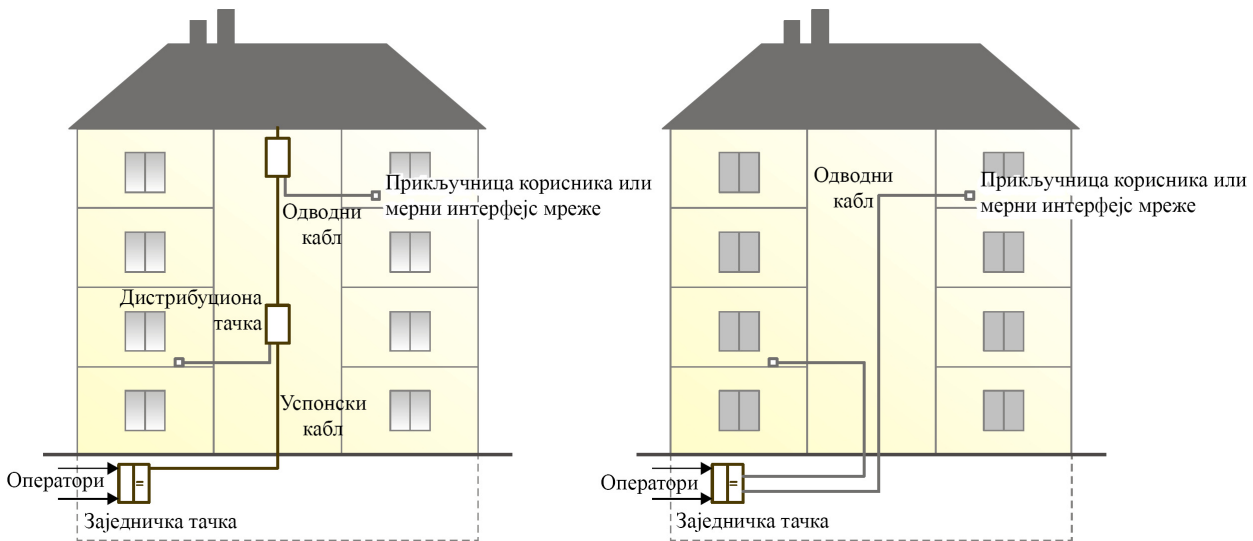 Прикључница корисника или
мерни интерфејс мреже
Одводни
кабл
Дистрибуциона
тачка
Успонски
кабл
Оператори
=
Заједничка тачка
Одводни
кабл
Прикључница корисника или
мерни интерфејс мреже
Оператори
=
Заједничка тачка